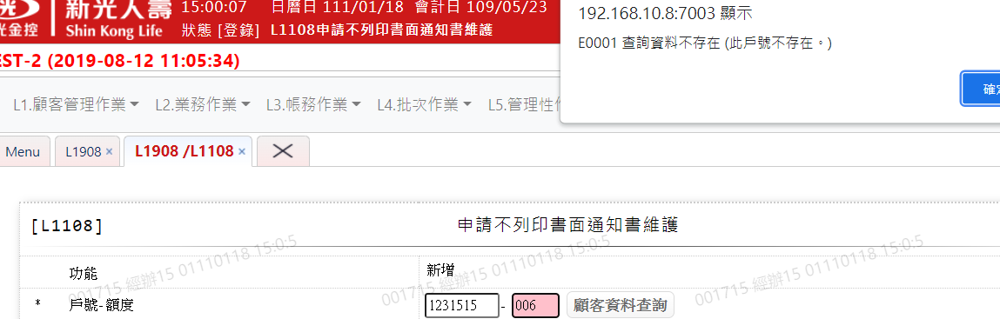 新光人壽
光金控
Shin Kong Life
15:00:07 日曆日 111/01/18 會計日 109/05/23
狀態 [登錄] L1108申請不列印書面通知書維護
192.168.10.8:7003 顯示
E0001 查詢資料不存在 (此戶號不存在。)
確定
EST-2 (2019-08-12 11:05:34)
L1.顧客管理作業 L2.業務作業 L3.帳務作業 L4.批次作業 L5.管理性作
Menu L1908 × L1908 /L1108 ×
[L1108] 申請不列印書面通知書維護
功能 新增
* 戶號-額度 1231515 - 006 顧客資料查詢
001715 經辦15 01110118 15:0:5
001715 經辦15 01110118 15:0:5
001715 經辦15 01110118 15:0:5